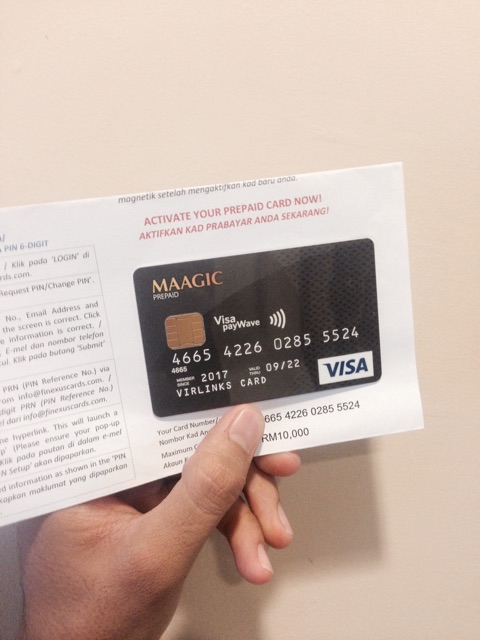 magnetik setelah mengaktifkan kad baru anda.
ACTIVATE YOUR PREPAID CARD NOW!
AKTIFKAN KAD PRABAYAR ANDA SEKARANG!
PIN 6-DIGIT
/ Klik pada 'LOGIN' di
rds.com.
Request PIN/Change PIN'.
No., Email Address and
the screen is correct. Click
information is correct. /
E-mel dan nombor telefon
Klik pada butang 'Submit'
PRN (PIN Reference No.) via
from info@finexuscards.com. /
digit PRN (PIN Reference No.)
dari info@finexuscards.com.
hyperlink. This will launch a
(Please ensure your pop-up
Klik pada pautan di dalam e-mel
Setup' akan dipaparkan.
information as shown in the 'PIN
maklumat yang dipaparkan
MAAGIC
PREPAID
Visa
payWave
4665 4226 0285 5524
4665
MEMBER SINCE 2017 VALID THRU 09/22
VIRLINKS CARD
VISA
Your Card Number/ 665 4226 0285 5524
Nombor Kad
Maximum
Akaun RM10,000